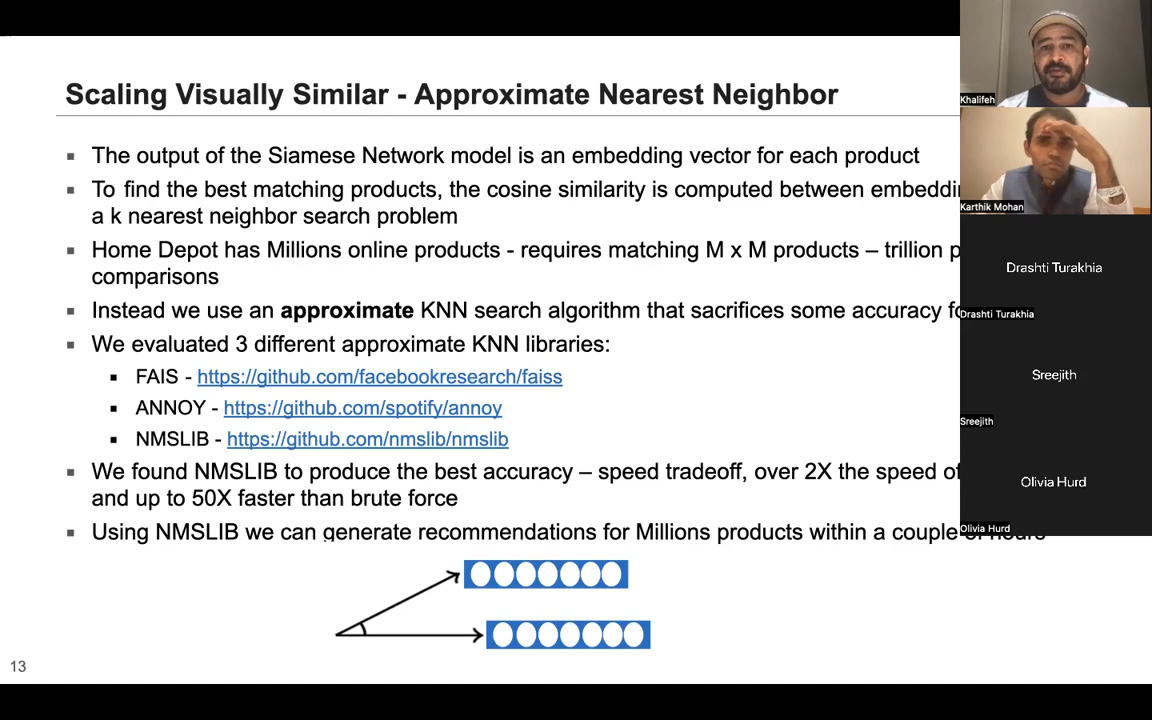 Scaling Visually Similar - Approximate Nearest Neighbor
The output of the Siamese Network model is an embedding vector for each product
To find the best matching products, the cosine similarity is computed between
a k nearest neighbor search problem
Home Depot has Millions online products - requires matching M x M products – trillion
comparisons
Instead we use an approximate KNN search algorithm that sacrifices some accuracy
We evaluated 3 different approximate KNN libraries:
FAIS - https://github.com/facebookresearch/faiss
ANNOY - https://github.com/spotify/annoy
NMSLIB - https://github.com/nmslib/nmslib
We found NMSLIB to produce the best accuracy – speed tradeoff, over 2X the speed of
and up to 50X faster than brute force
Using NMSLIB we can generate recommendations for Millions products within a couple of hours
13
Khalifeh
Karthik Mohan
Drashti Turakhia
Drashti Turakhia
Sreejith
Sreejith
Olivia Hurd
Olivia Hurd